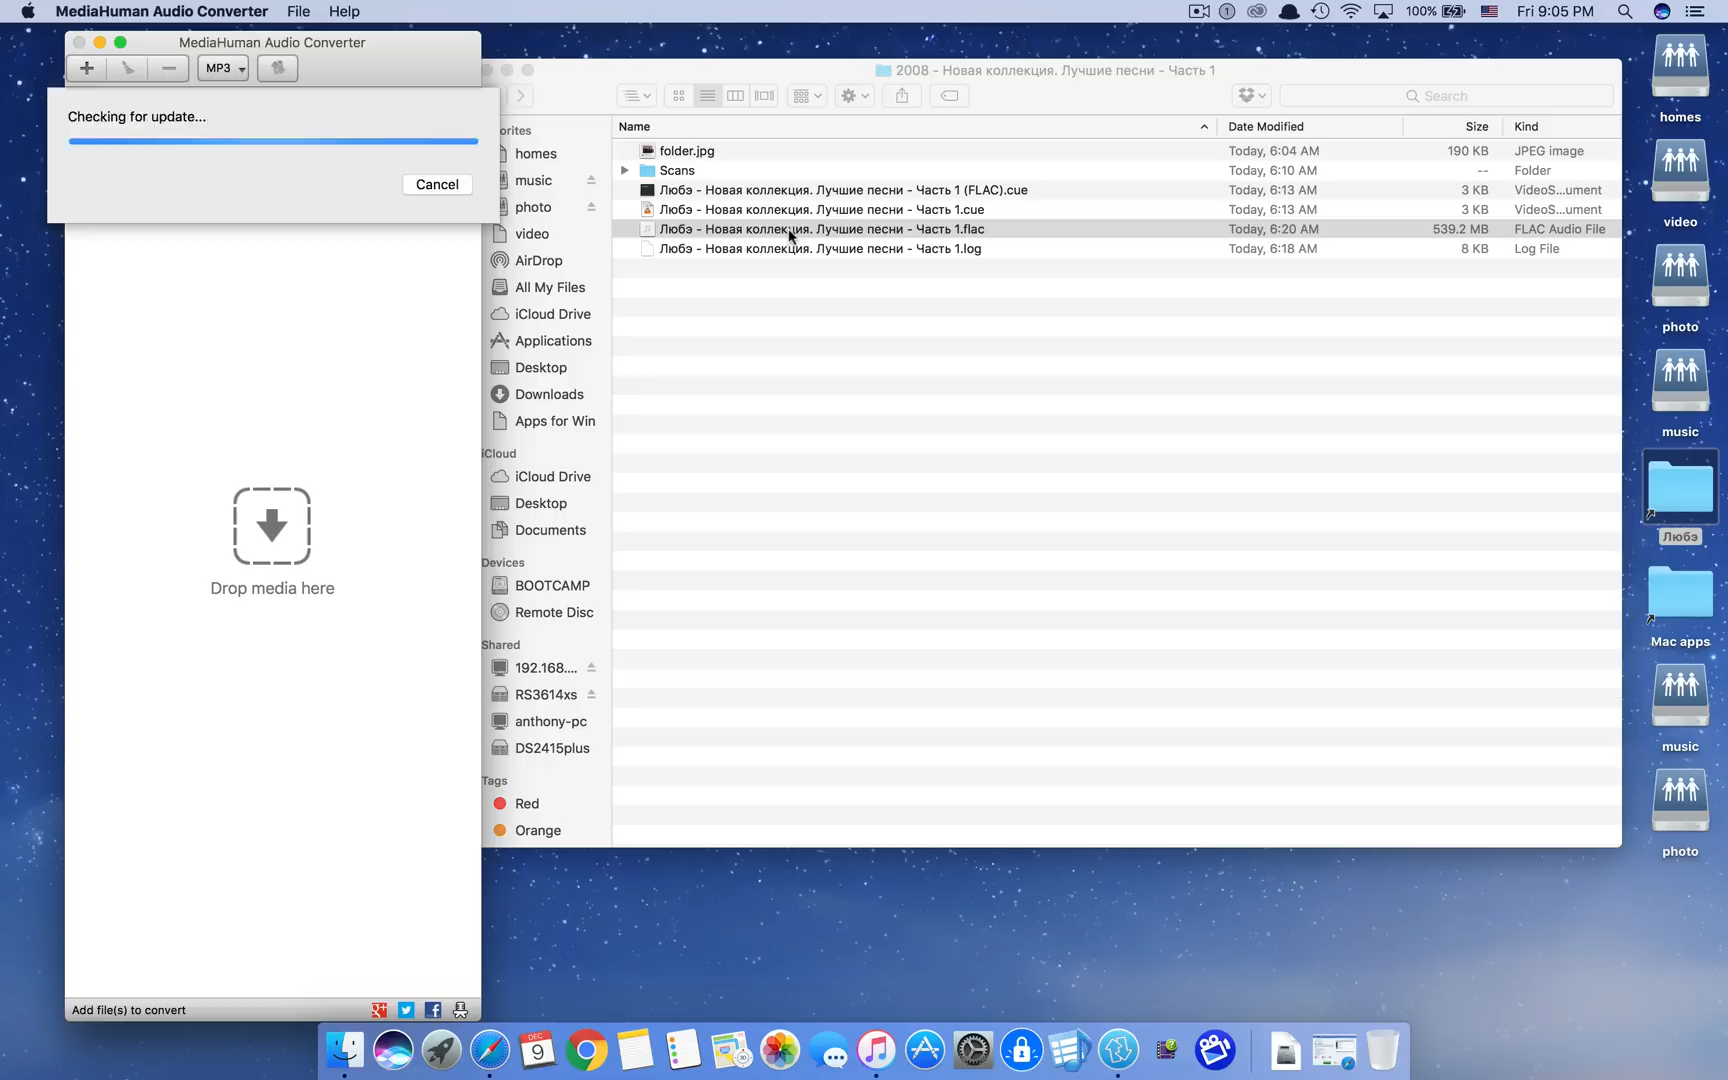 MediaHuman Audio Converter File Help
1 100% Fri 9:05 PM
MediaHuman Audio Converter
MP3
Checking for update...
Cancel
Drop media here
Add file(s) to convert
2008 - Новая коллекция. Лучшие песни - Часть 1
Search
orites
homes
music
photo
video
AirDrop
All My Files
iCloud Drive
Applications
Desktop
Downloads
Apps for Win
iCloud
iCloud Drive
Desktop
Documents
Devices
BOOTCAMP
Remote Disc
Shared
192.168....
RS3614xs
anthony-pc
DS2415plus
Tags
Red
Orange
Name Date Modified Size Kind
folder.jpg Today, 6:04 AM 190 KB JPEG image
Scans Today, 6:10 AM -- Folder
Любэ - Новая коллекция. Лучшие песни - Часть 1 (FLAC).cue Today, 6:13 AM 3 KB VideoS...ument
Любэ - Новая коллекция. Лучшие песни - Часть 1.cue Today, 6:13 AM 3 KB VideoS...ument
Любэ - Новая коллекция. Лучшие песни - Часть 1.flac Today, 6:20 AM 539.2 MB FLAC Audio File
Любэ - Новая коллекция. Лучшие песни - Часть 1.log Today, 6:18 AM 8 KB Log File
homes
video
photo
music
Любэ
Mac apps
music
photo
DEC
9